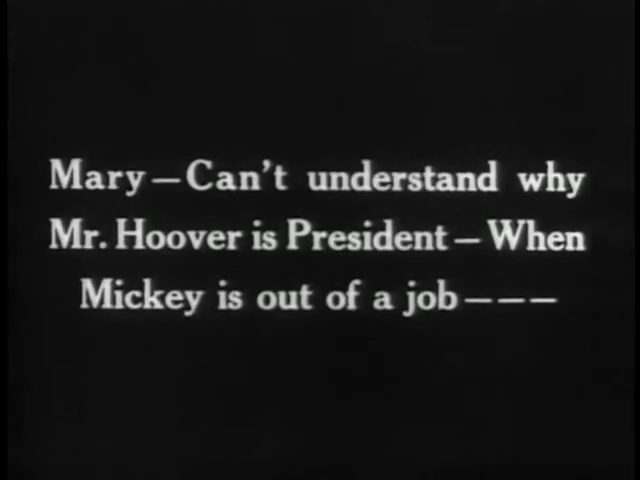 Mary—Can't understand why
Mr. Hoover is President—When
Mickey is out of a job———